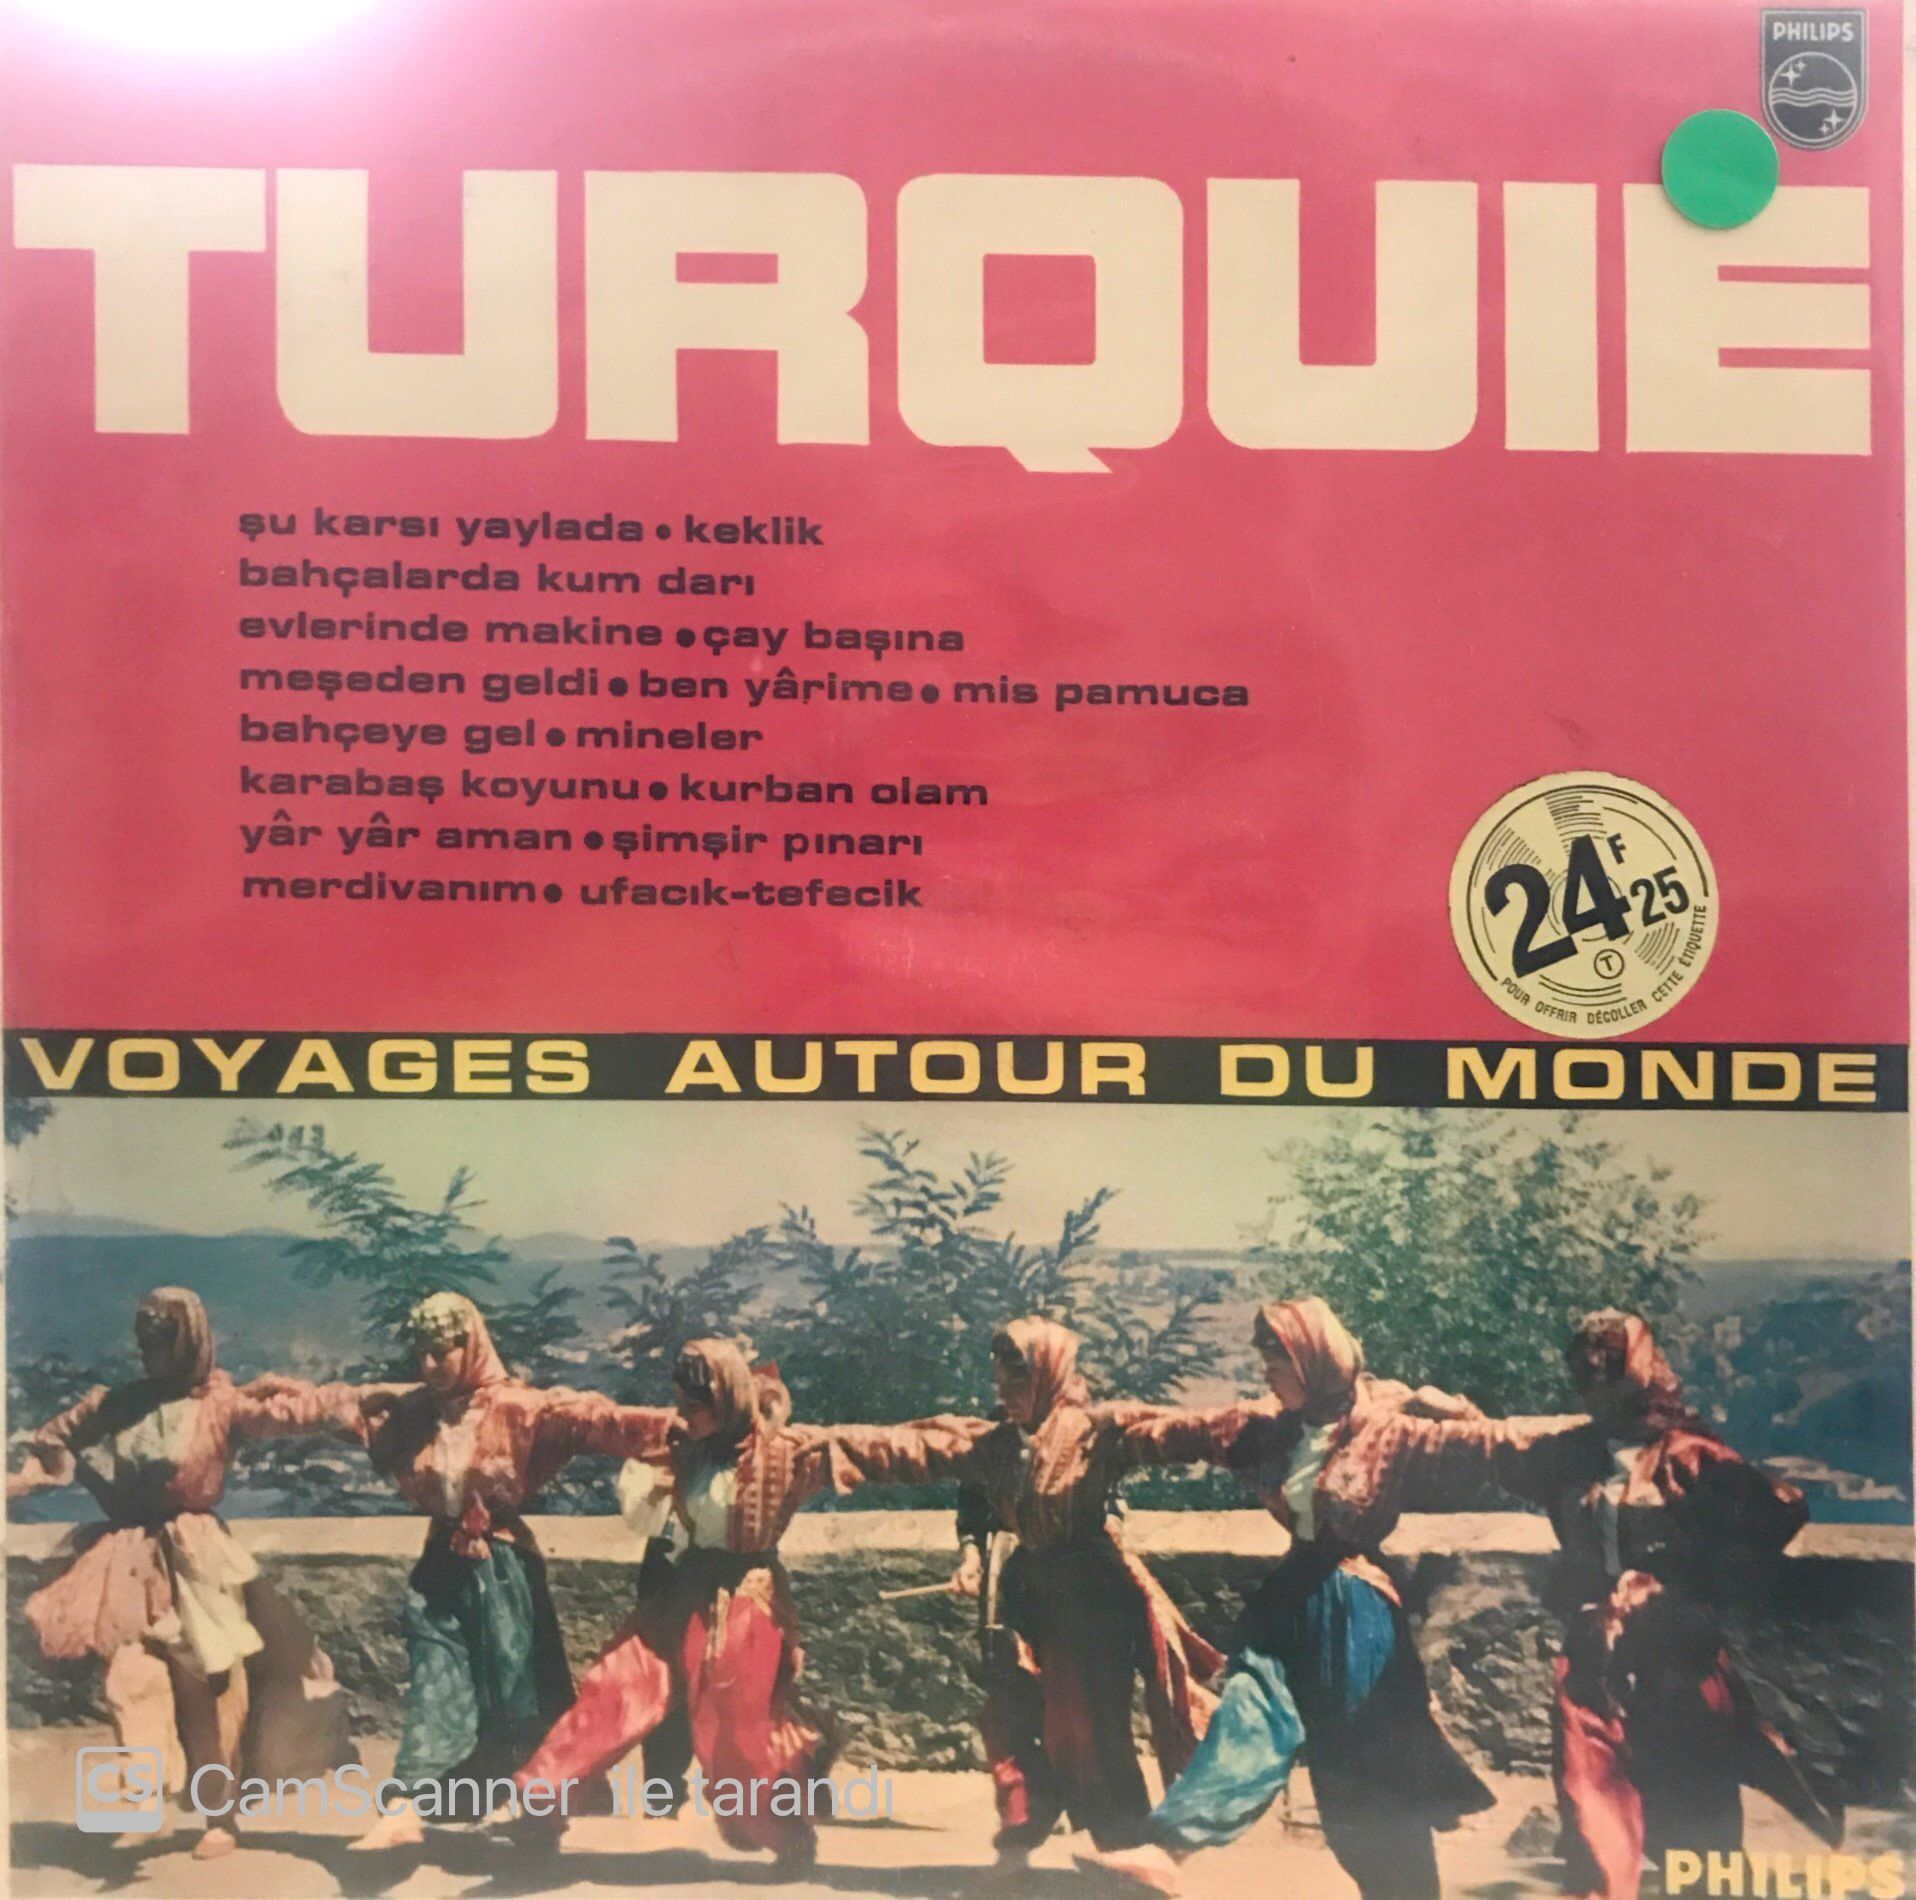 PHILIPS
TURQUIE
şu karsı yaylada • keklik
bahçalarda kum darı
evlerinde makine • çay başına
meşeden geldi • ben yârime • mis pamuca
bahçeye gel • mineler
karabaş koyunu • kurban olam
yâr yâr aman • şimşir pınarı
merdivanım • ufacık-tefecik
24F25
T
POUR OFFRIR DÉCOLLER CETTE ÉTIQUETTE
VOYAGES AUTOUR DU MONDE
CS CamScanner ile tarandı
PHILIPS